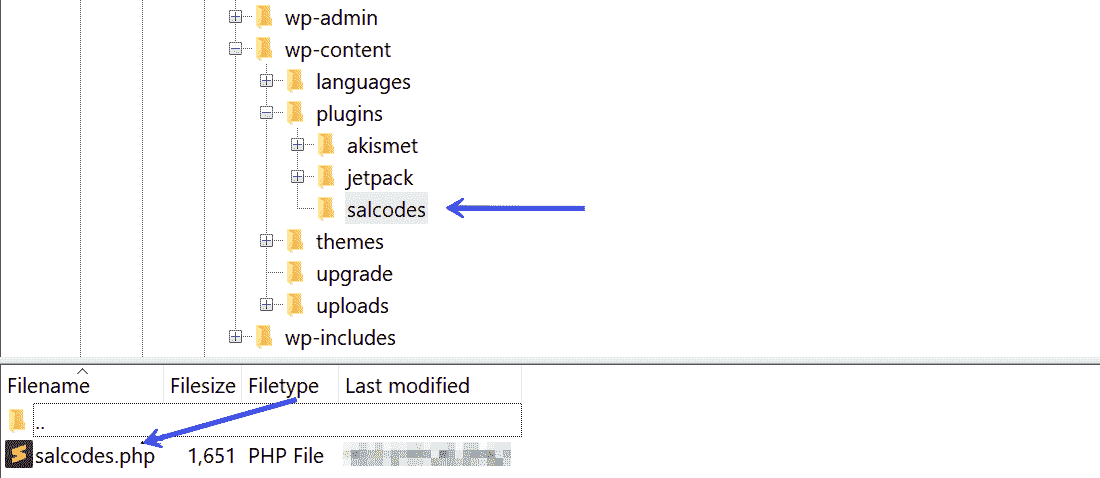 wp-admin
wp-content
languages
plugins
akismet
jetpack
salcodes
themes
upgrade
uploads
wp-includes
Filename Filesize Filetype Last modified
..
salcodes.php 1,651 PHP File